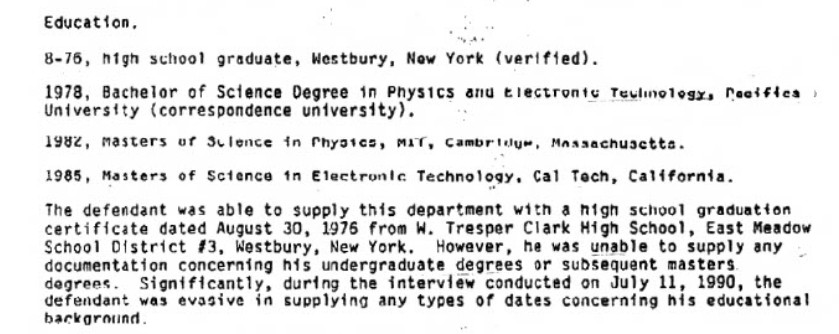 Education.
8-76, high school graduate, Westbury, New York (verified).
1978, Bachelor of Science Degree in Physics and Electronic Technology, Pacifica
University (correspondence university).
1982, Masters of Science in Physics, MIT, Cambridge, Massachusetts.
1985, Masters of Science in Electronic Technology, Cal Tech, California.
The defendant was able to supply this department with a high school graduation
certificate dated August 30, 1976 from W. Tresper Clark High School, East Meadow
School District #3, Westbury, New York. However, he was unable to supply any
documentation concerning his undergraduate degrees or subsequent masters
degrees. Significantly, during the interview conducted on July 11, 1990, the
defendant was evasive in supplying any types of dates concerning his educational
background.